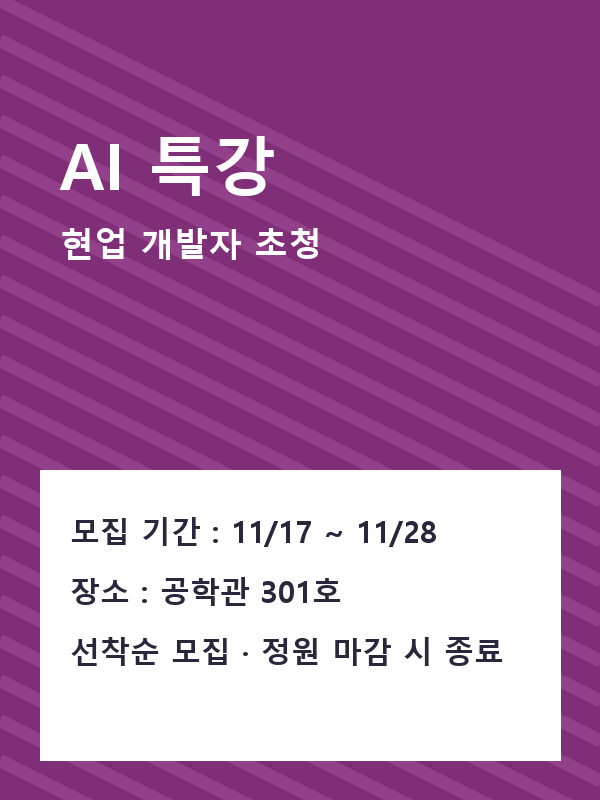 AI 특강
현업 개발자 초청
모집 기간 : 11/17 ~ 11/28
장소 : 공학관 301호
선착순 모집 · 정원 마감 시 종료